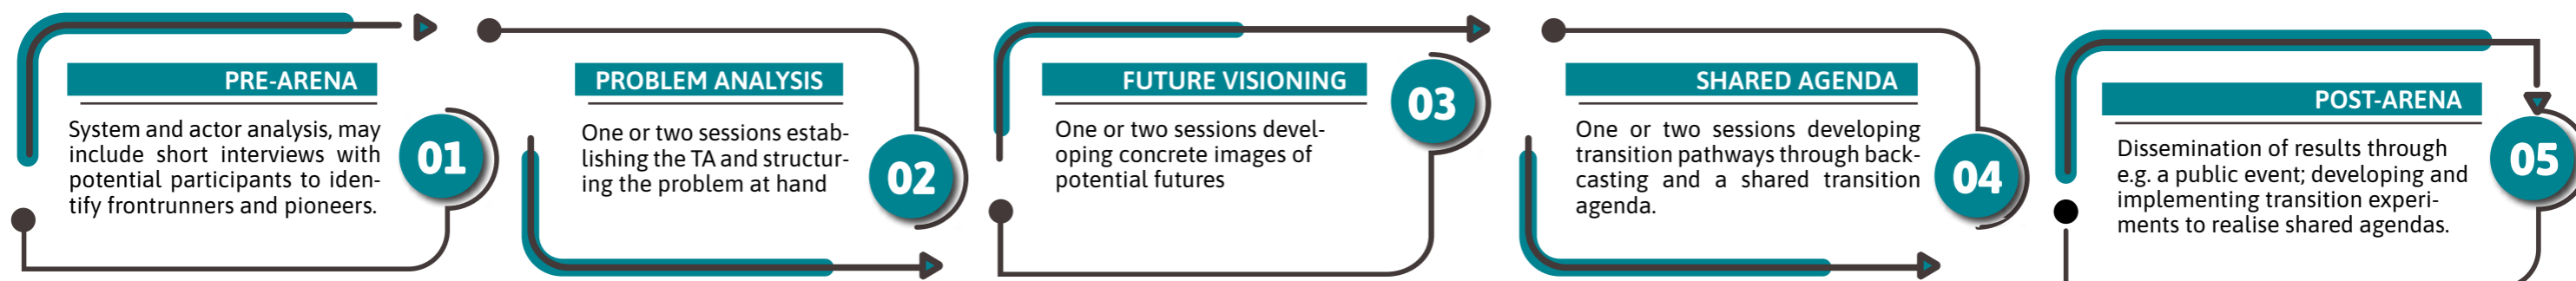 PRE-ARENA
System and actor analysis, may
include short interviews with
potential participants to iden-
tify frontrunners and pioneers.
01
PROBLEM ANALYSIS
One or two sessions estab-
lishing the TA and structur-
ing the problem at hand
02
FUTURE VISIONING
One or two sessions devel-
oping concrete images of
potential futures
03
SHARED AGENDA
One or two sessions developing
transition pathways through back-
casting and a shared transition
agenda.
04
POST-ARENA
Dissemination of results through
e.g. a public event; developing and
implementing transition experi-
ments to realise shared agendas.
05